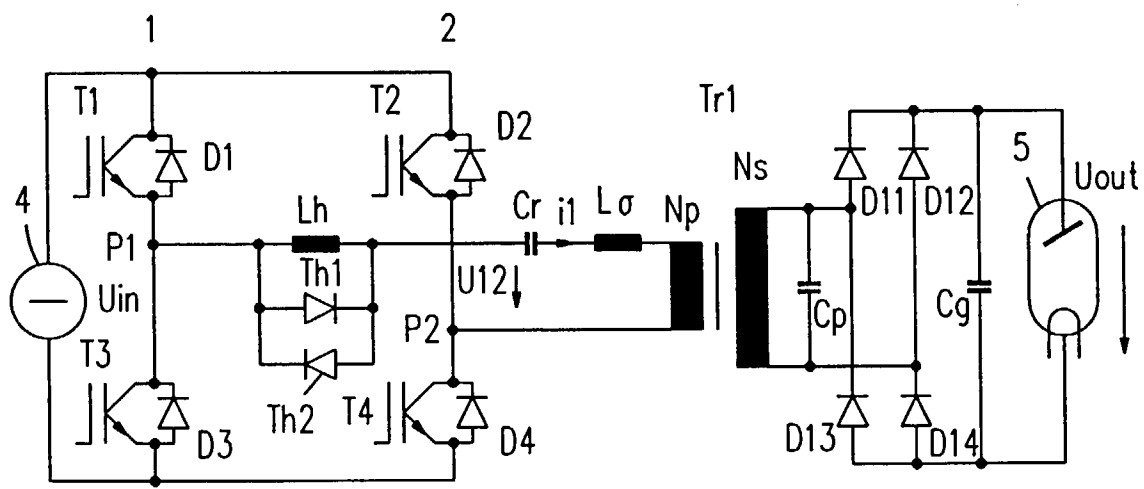 1
2
T1
T2
Tr1
D1
D2
5
Uout
4
Ns
D11
D12
Lh
Cr
i1
Lσ
Np
P1
Th1
U12
Uin
Cp
Cg
P2
T3
Th2
T4
D3
D4
D13
D14